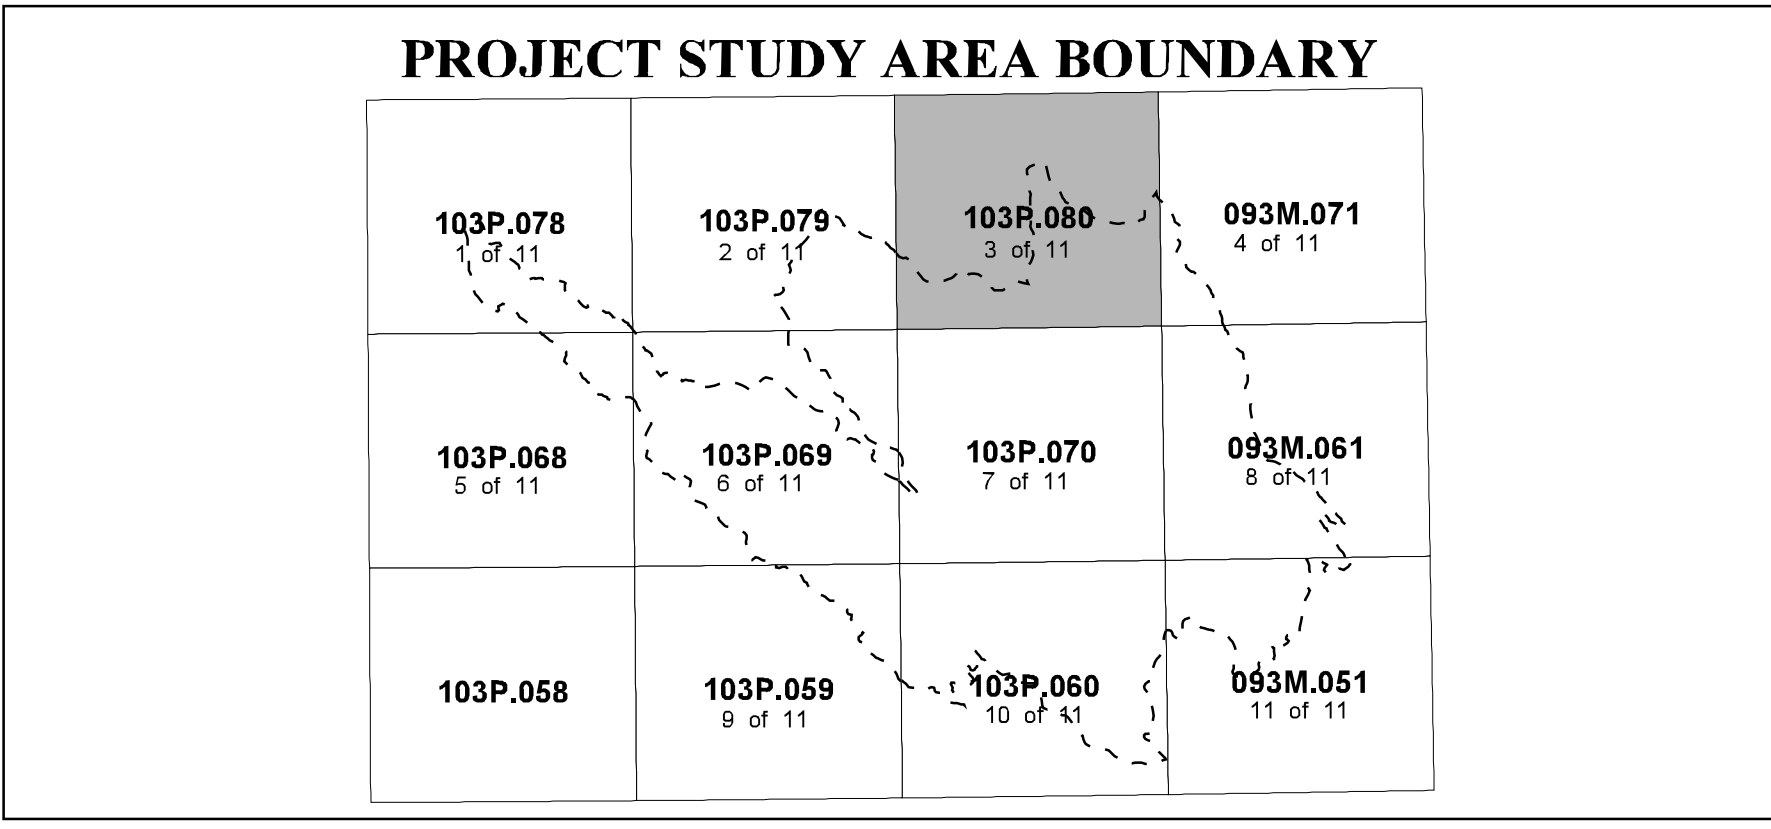 PROJECT STUDY AREA BOUNDARY
103P.078
1 of 11
103P.079
2 of 11
103P.080
3 of 11
093M.071
4 of 11
103P.068
5 of 11
103P.069
6 of 11
103P.070
7 of 11
093M.061
8 of 11
103P.058
103P.059
9 of 11
103P.060
10 of 11
093M.051
11 of 11